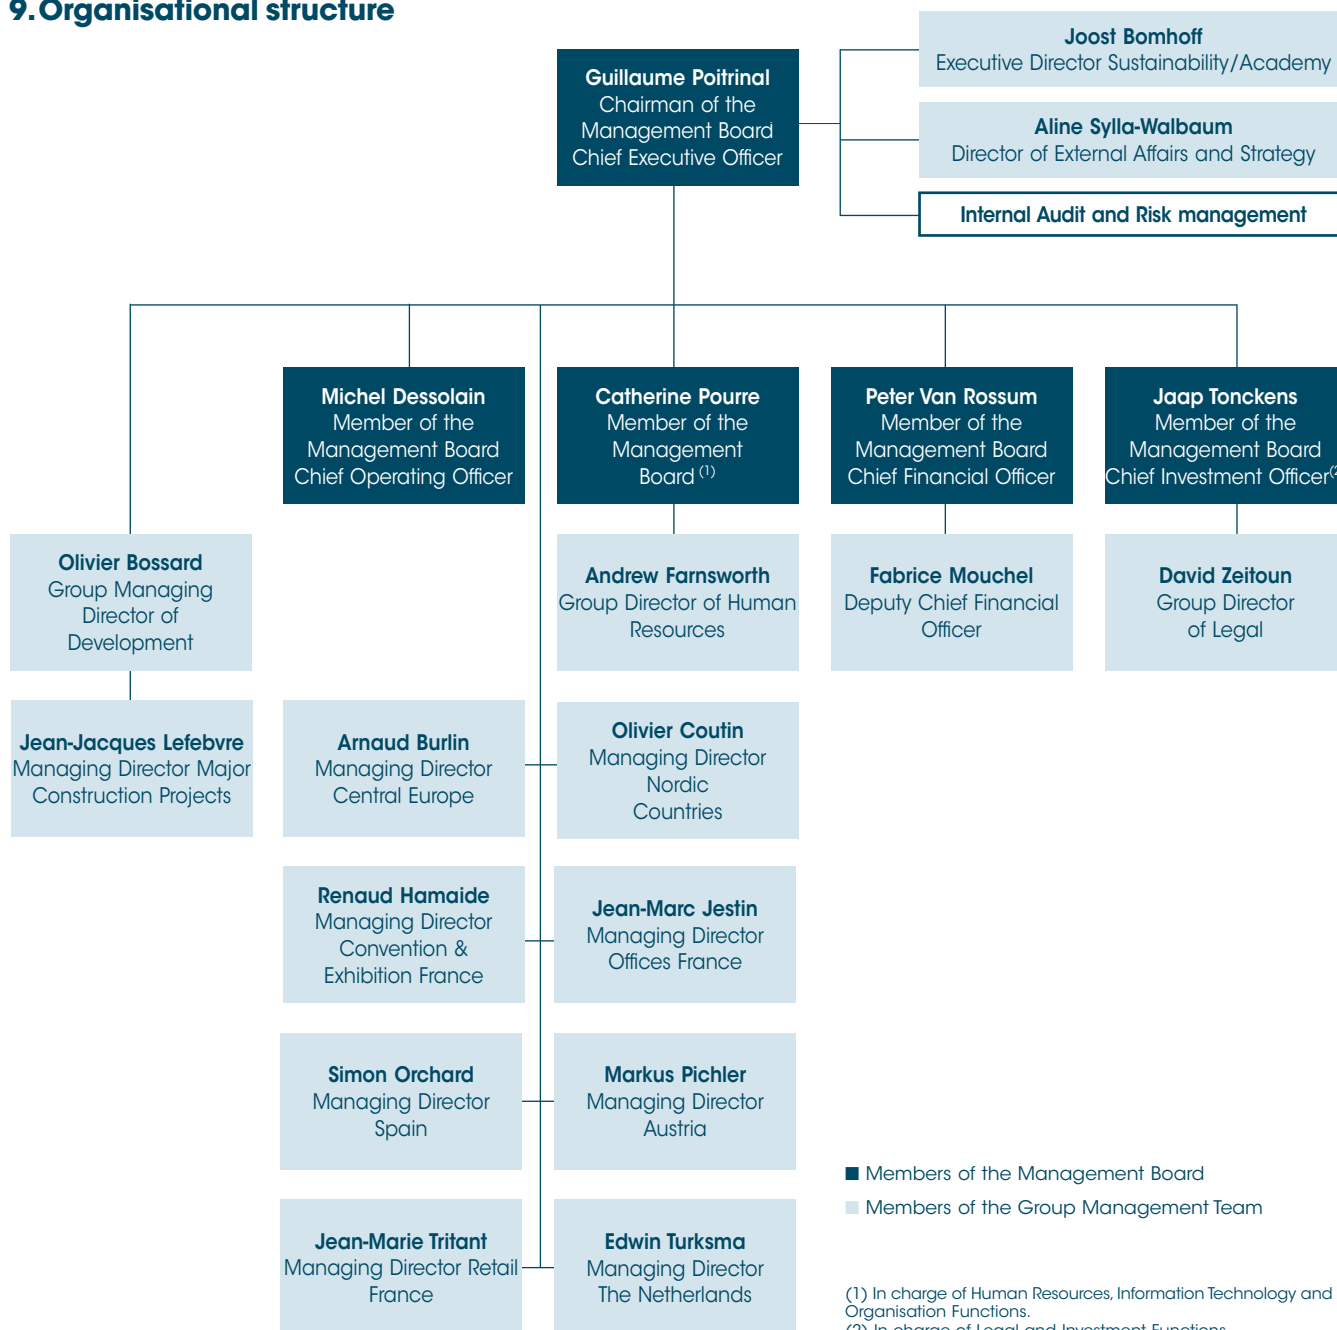 9. Organisational structure
Joost Bomhoff
Executive Director Sustainability/Academy
Guillaume Poitrinal
Chairman of the
Management Board
Chief Executive Officer
Aline Sylla-Walbaum
Director of External Affairs and Strategy
Internal Audit and Risk management
Michel Dessolain
Member of the
Management Board
Chief Operating Officer
Catherine Pourre
Member of the
Management
Board (1)
Peter Van Rossum
Member of the
Management Board
Chief Financial Officer
Jaap Tonckens
Member of the
Management Board
Chief Investment Officer(2
Olivier Bossard
Group Managing
Director of
Development
Andrew Farnsworth
Group Director of Human
Resources
Fabrice Mouchel
Deputy Chief Financial
Officer
David Zeitoun
Group Director
of Legal
Jean-Jacques Lefebvre
Managing Director Major
Construction Projects
Arnaud Burlin
Managing Director
Central Europe
Olivier Coutin
Managing Director
Nordic
Countries
Renaud Hamaide
Managing Director
Convention &
Exhibition France
Jean-Marc Jestin
Managing Director
Offices France
Simon Orchard
Managing Director
Spain
Markus Pichler
Managing Director
Austria
Jean-Marie Tritant
Managing Director Retail
France
Edwin Turksma
Managing Director
The Netherlands
Members of the Management Board
Members of the Group Management Team
(1) In charge of Human Resources, Information Technology and
Organisation Functions.
(2) In charge of Legal and Investment Functions